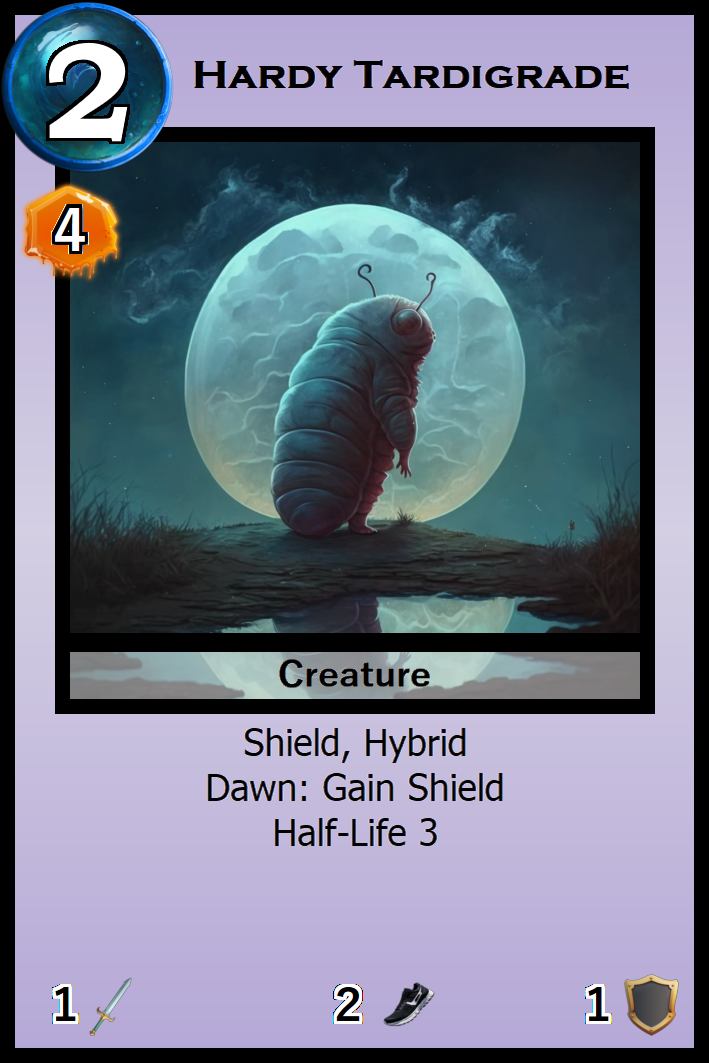 2
Hardy Tardigrade
4
Creature
Shield, Hybrid
Dawn: Gain Shield
Half-Life 3
1
2
1